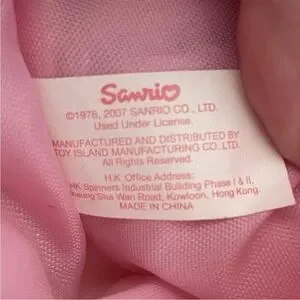 Sanrio
©1976, 2007 SANRIO CO., LTD.
Used Under License.
MANUFACTURED AND DISTRIBUTED BY
TOY ISLAND MANUFACTURING CO. LTD.
All Rights Reserved.
H.K. Office Address:
HK Spinners Industrial Building Phase I & II,
Cheung Sha Wan Road, Kowloon, Hong Kong.
MADE IN CHINA